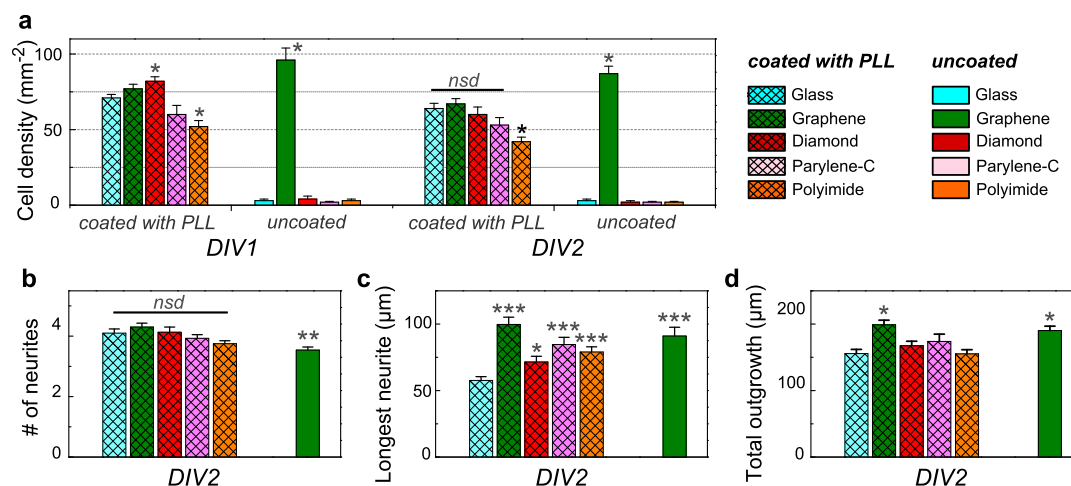 a
Cell density (mm⁻²)
100
50
0
*
*
*
nsd
*
*
coated with PLL
uncoated
coated with PLL
uncoated
DIV1
DIV2
coated with PLL
Glass
Graphene
Diamond
Parylene-C
Polyimide
uncoated
Glass
Graphene
Diamond
Parylene-C
Polyimide
b
# of neurites
4
2
0
nsd
**
DIV2
c
Longest neurite (µm)
100
50
0
***
*
***
***
***
DIV2
d
Total outgrowth (µm)
200
100
0
*
*
DIV2